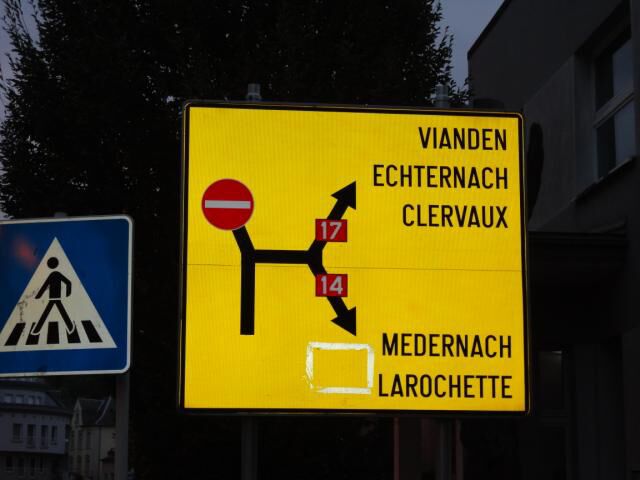 VIANDEN
ECHTERNACH
CLERVAUX
17
14
MEDERNACH
LAROCHETTE